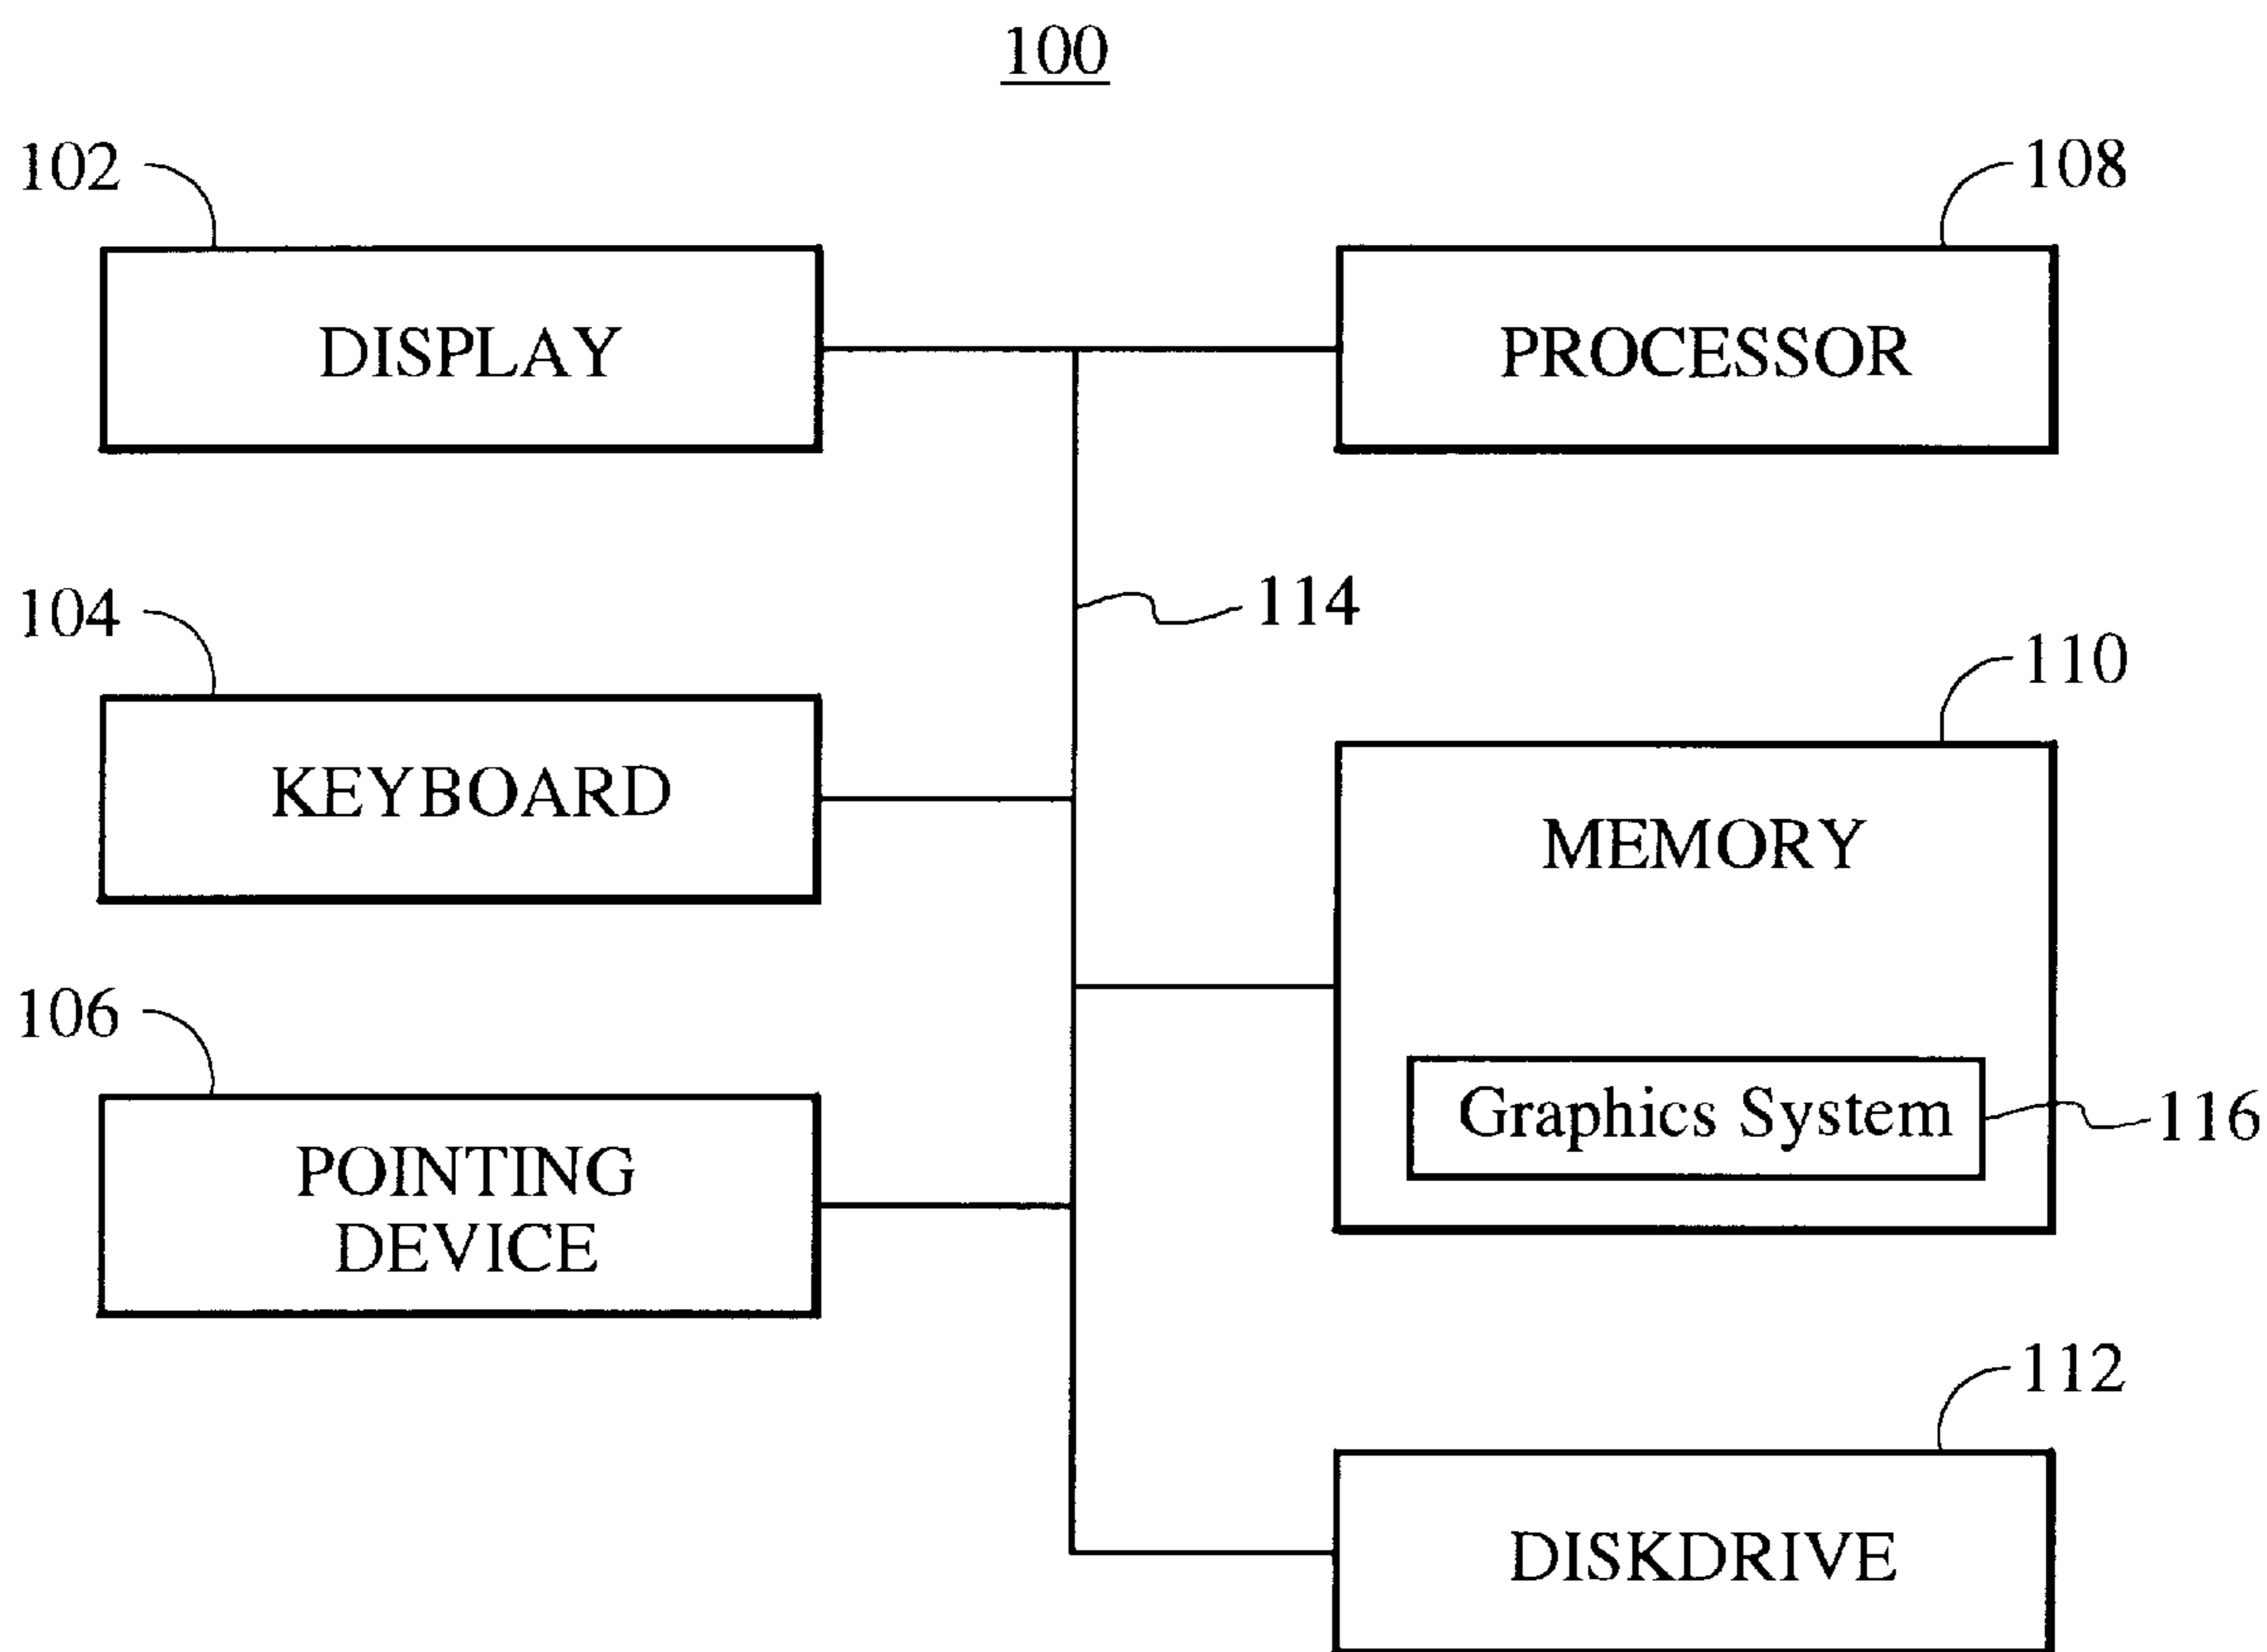 100
102
108
DISPLAY
PROCESSOR
104
114
110
KEYBOARD
MEMORY
106
Graphics System
116
POINTING
DEVICE
112
DISKDRIVE